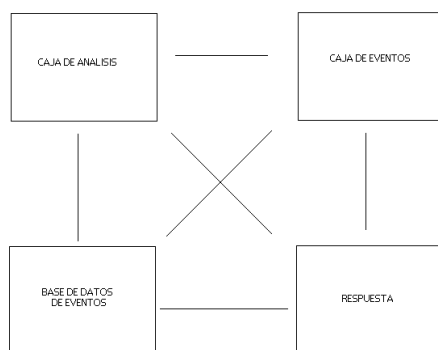 CAJA DE ANALISIS
CAJA DE EVENTOS
BASE DE DATOS
DE EVENTOS
RESPUESTA